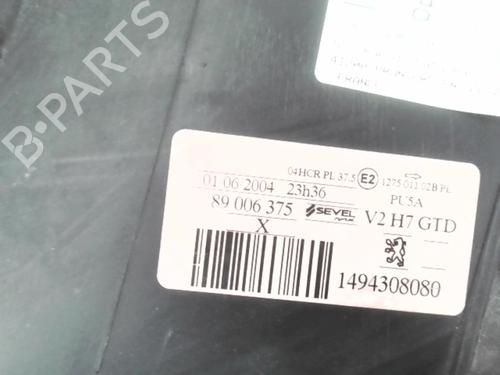 B-PARTS
FRANCE
04HCR PL 37.5 E2 1275 011 02B PL
01 06 2004 23h36 PU5A
89 006 375 SEVEL V2 H7 GTD
X
1494308080